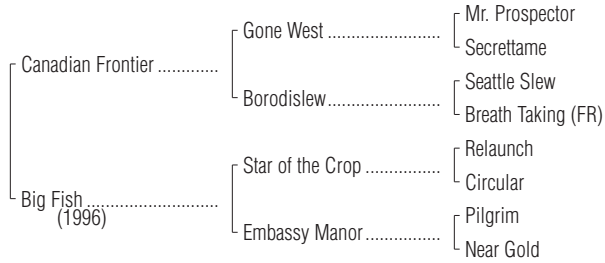 Mr. Prospector
Gone West
Secrettame
Canadian Frontier
Seattle Slew
Borodislew
Breath Taking (FR)
Relaunch
Star of the Crop
Circular
Big Fish
(1996)
Pilgrim
Embassy Manor
Near Gold